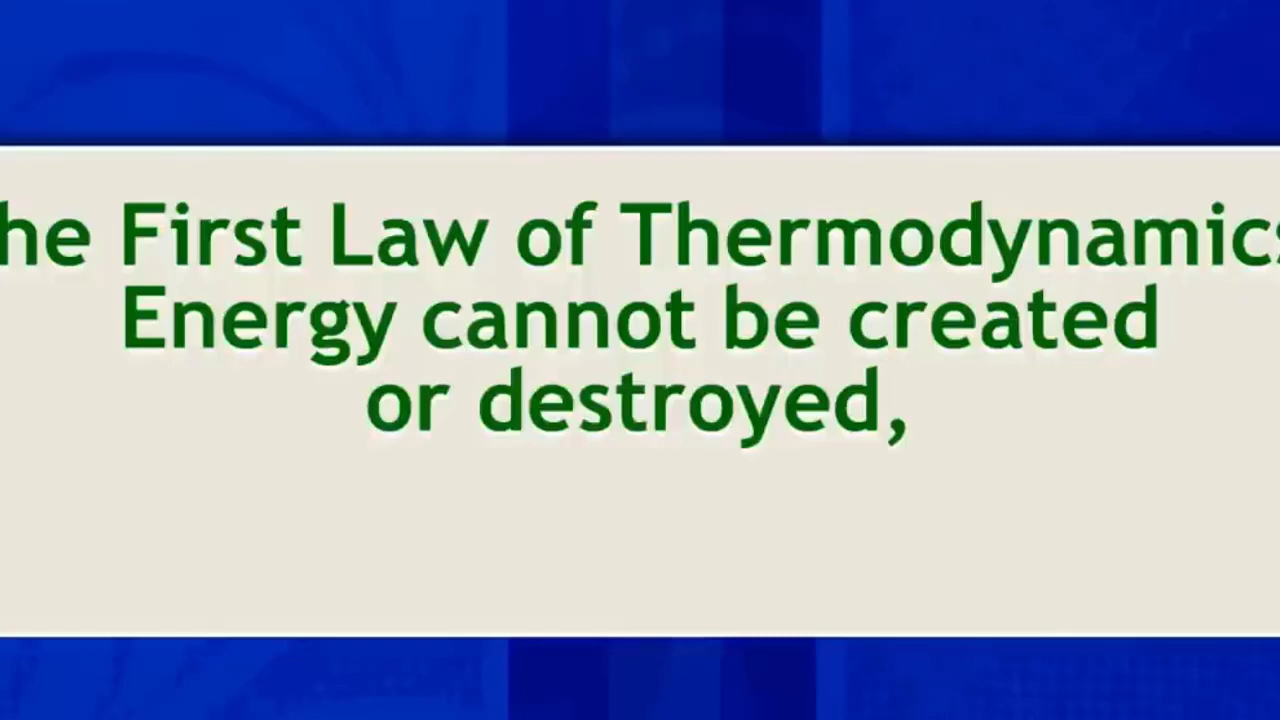 he First Law of Thermodynamics
Energy cannot be created
or destroyed,